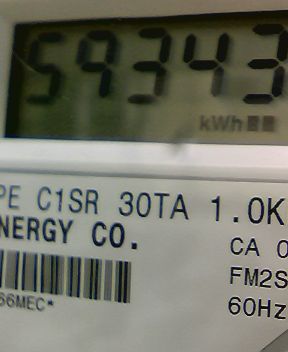 59343
kWh
PE C1SR 30TA 1.0K
NERGY CO.
CA 0
FM2S
66MEC*
60Hz